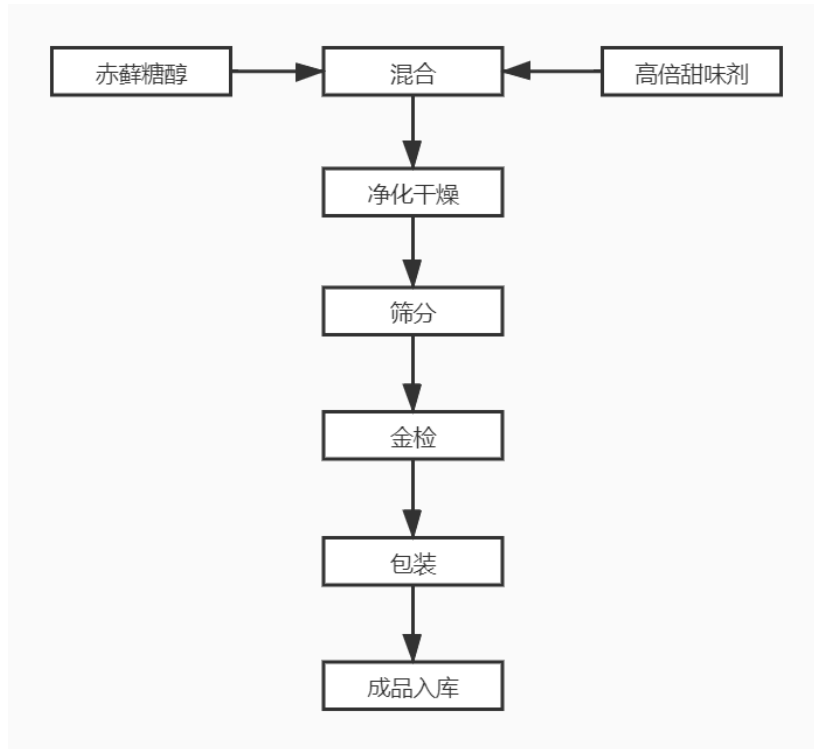 赤藓糖醇
混合
高倍甜味剂
净化干燥
筛分
金检
包装
成品入库